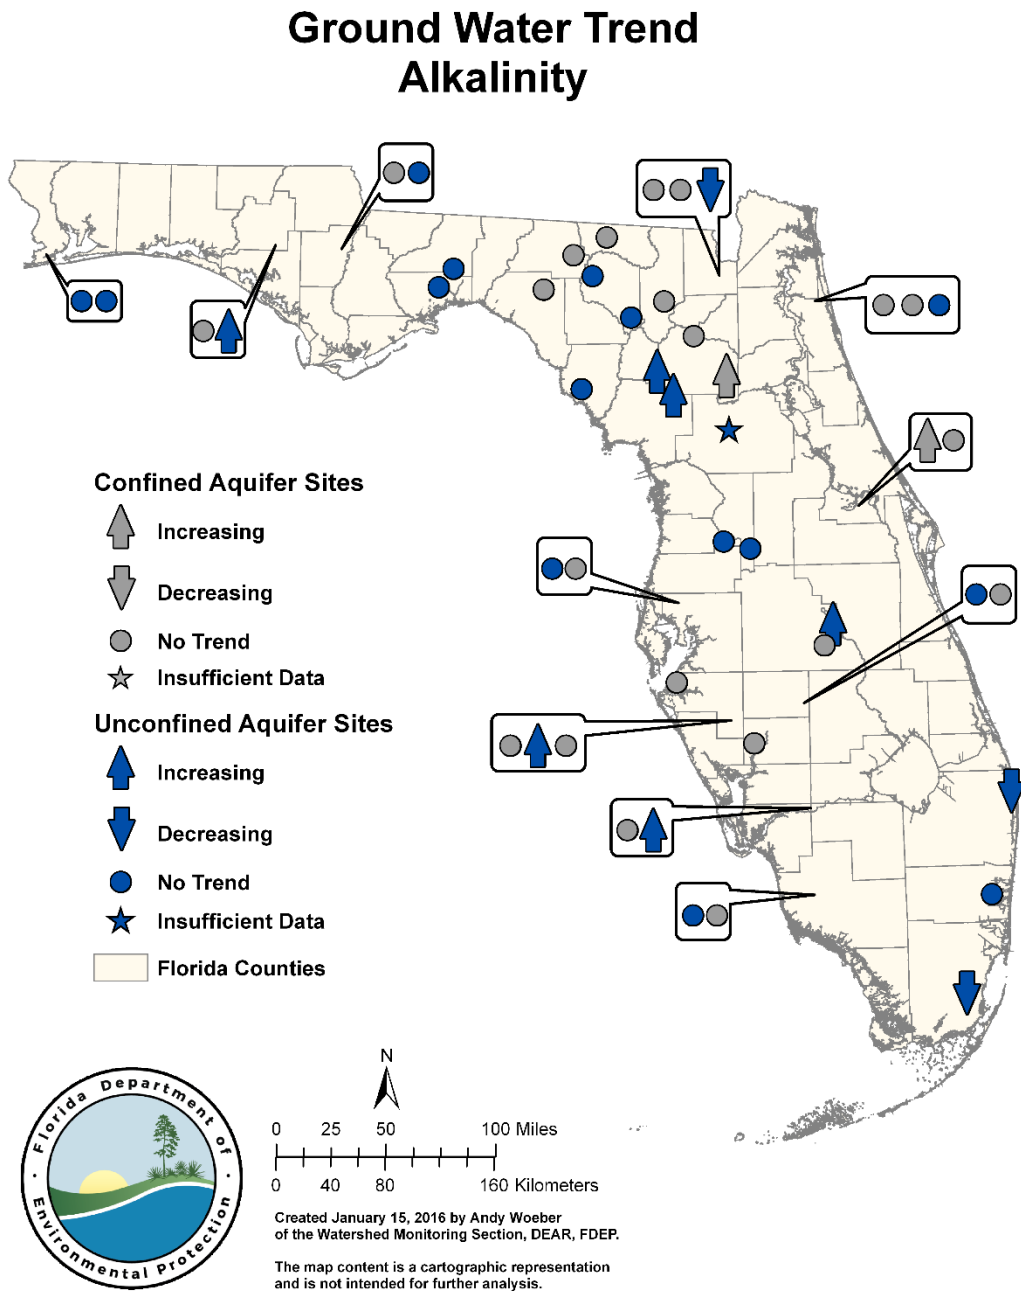 Ground Water Trend
Alkalinity
Confined Aquifer Sites
Increasing
Decreasing
No Trend
Insufficient Data
Unconfined Aquifer Sites
Increasing
Decreasing
No Trend
Insufficient Data
Florida Counties
Florida Department of
Environmental Protection
N
0 25 50 100 Miles
0 40 80 160 Kilometers
Created January 15, 2016 by Andy Woeber
of the Watershed Monitoring Section, DEAR, FDEP.
The map content is a cartographic representation
and is not intended for further analysis.